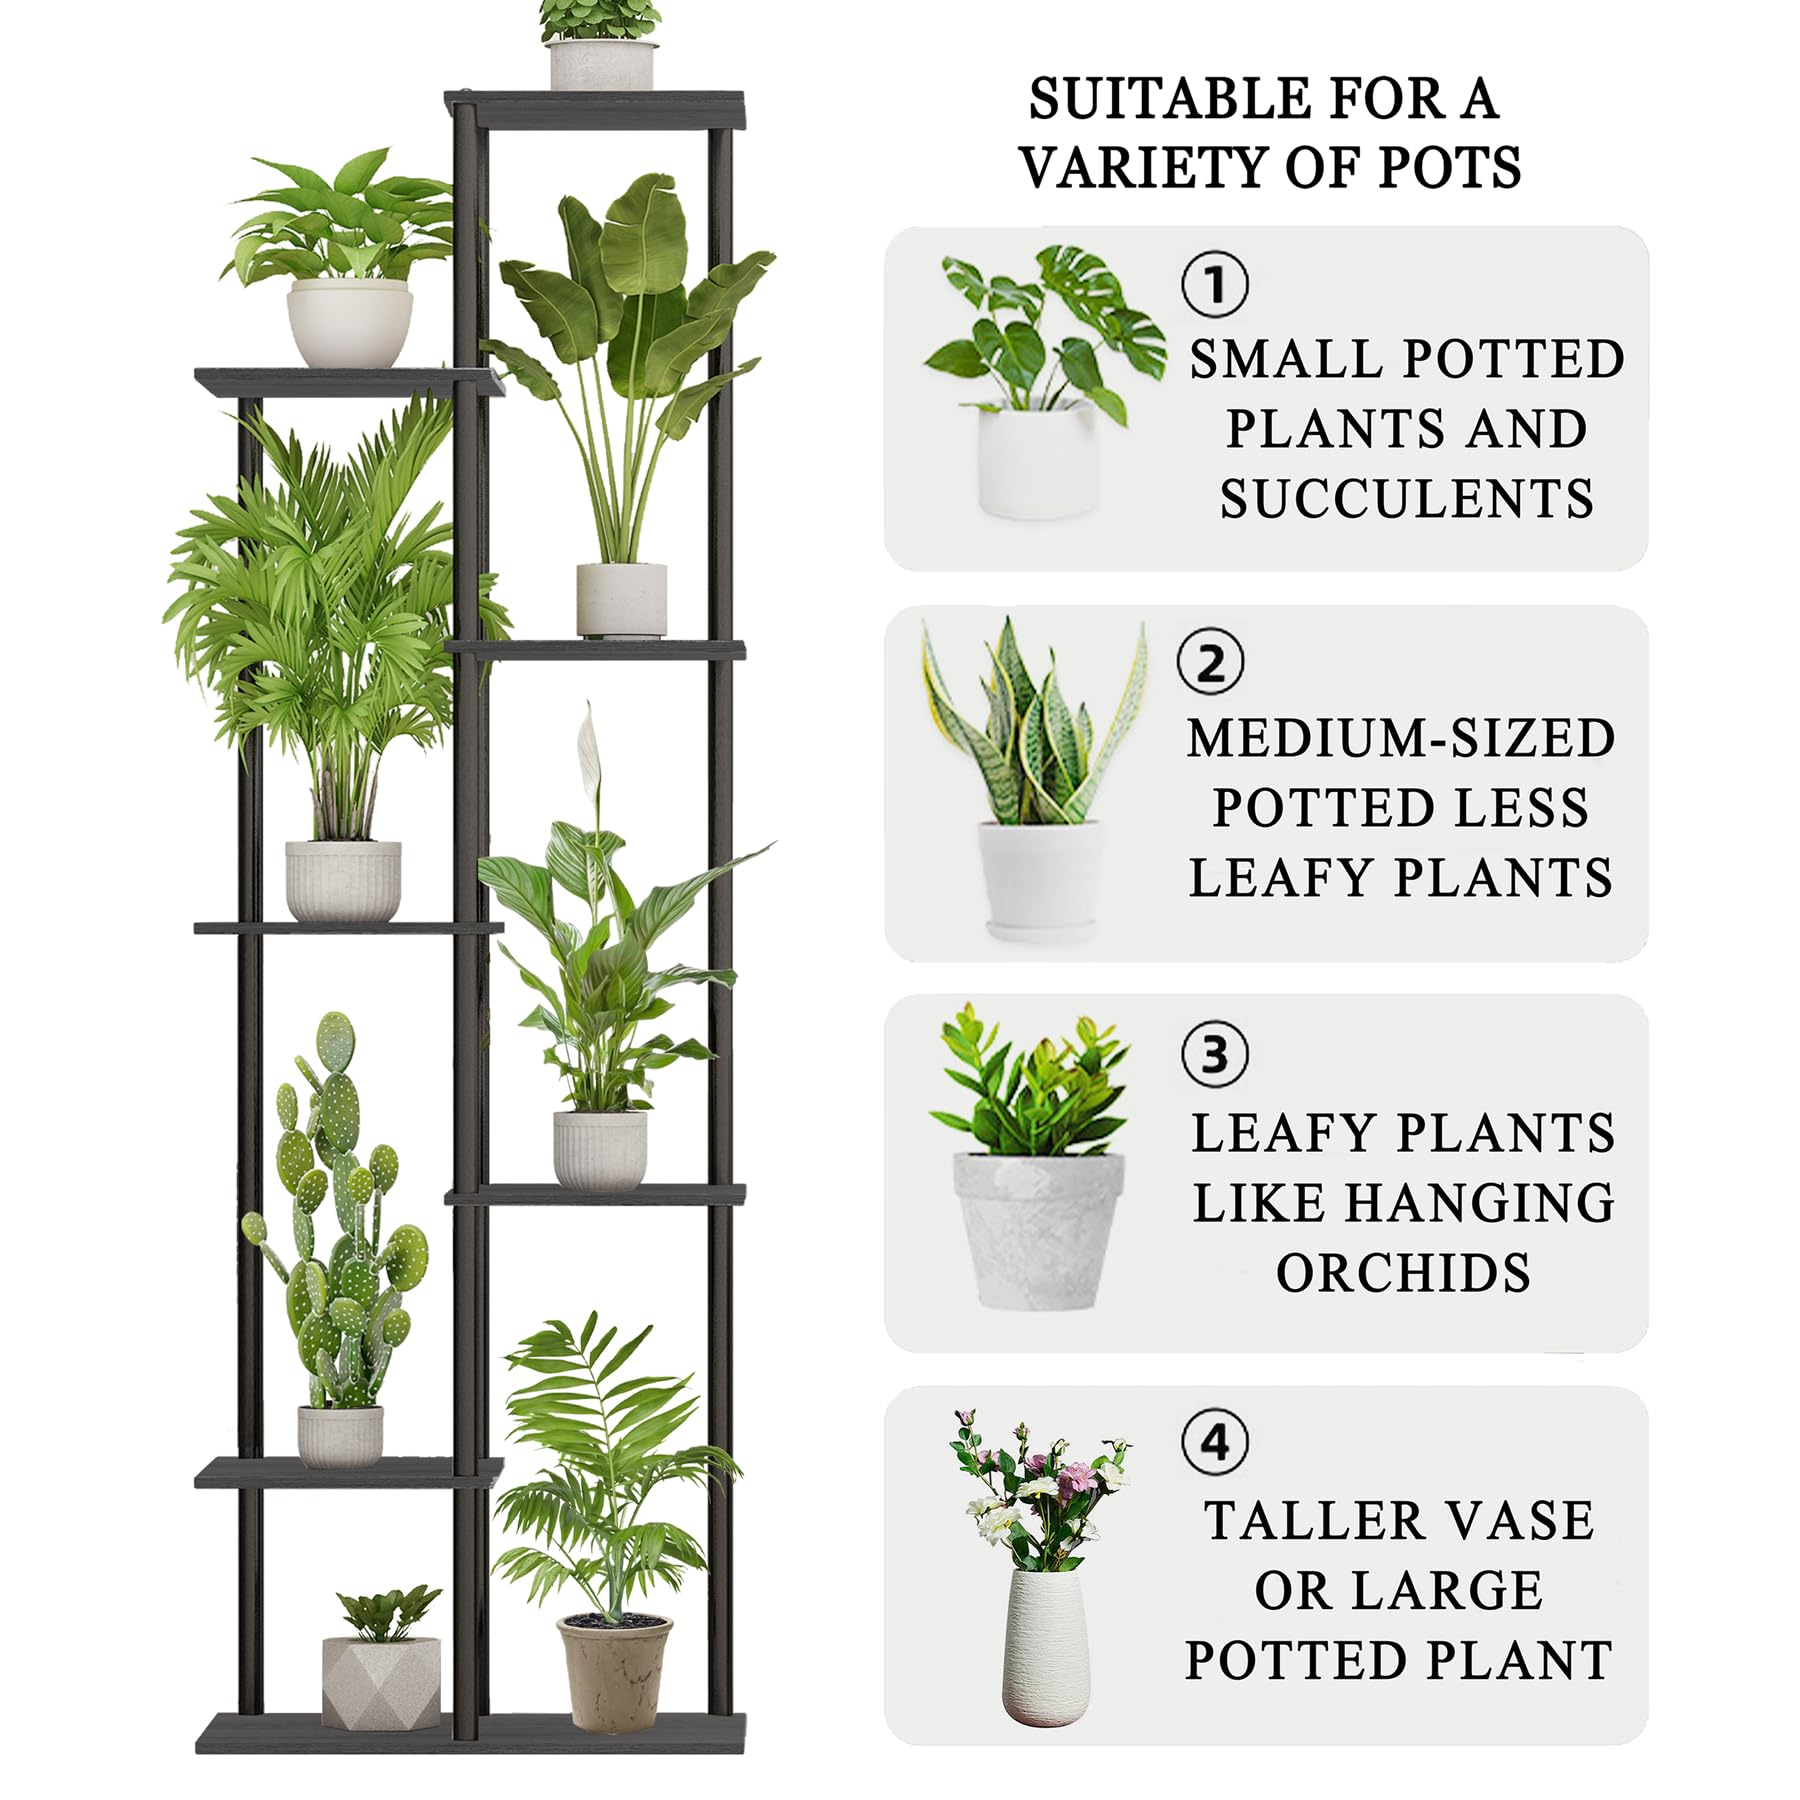 SUITABLE FOR A
VARIETY OF POTS
1
SMALL POTTED
PLANTS AND
SUCCULENTS
2
MEDIUM-SIZED
POTTED LESS
LEAFY PLANTS
3
LEAFY PLANTS
LIKE HANGING
ORCHIDS
4
TALLER VASE
OR LARGE
POTTED PLANT